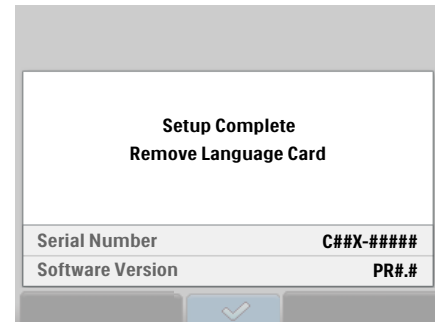 Setup Complete
Remove Language Card
Serial Number C##X-#####
Software Version PR#.#